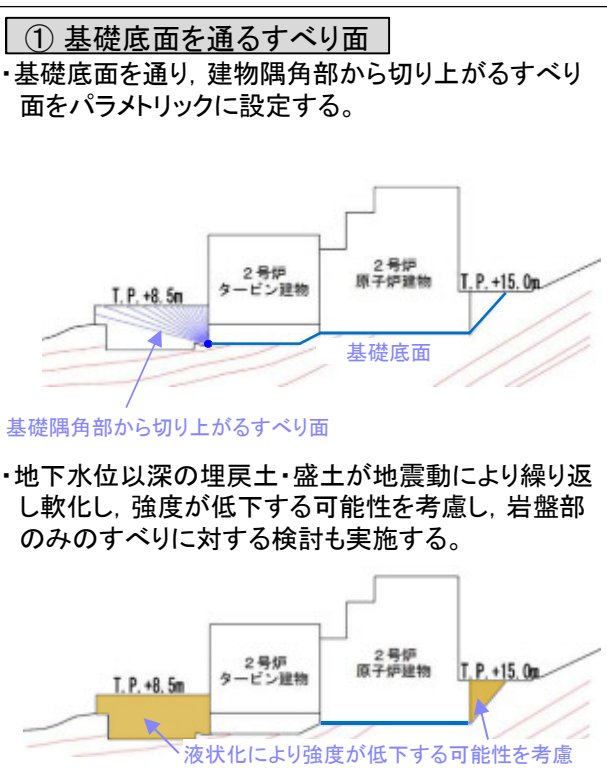 ① 基礎底面を通るすべり面
・基礎底面を通り，建物隅角部から切り上がるすべり
面をパラメトリックに設定する。
2号炉
タービン建物
2号炉
原子炉建物
T.P.+8.5m
T.P.+15.0m
基礎底面
基礎隅角部から切り上がるすべり面
・地下水位以深の埋戻土・盛土が地震動により繰り返
し軟化し，強度が低下する可能性を考慮し，岩盤部
のみのすべりに対する検討も実施する。
2号炉
タービン建物
2号炉
原子炉建物
T.P.+8.5m
T.P.+15.0m
液状化により強度が低下する可能性を考慮